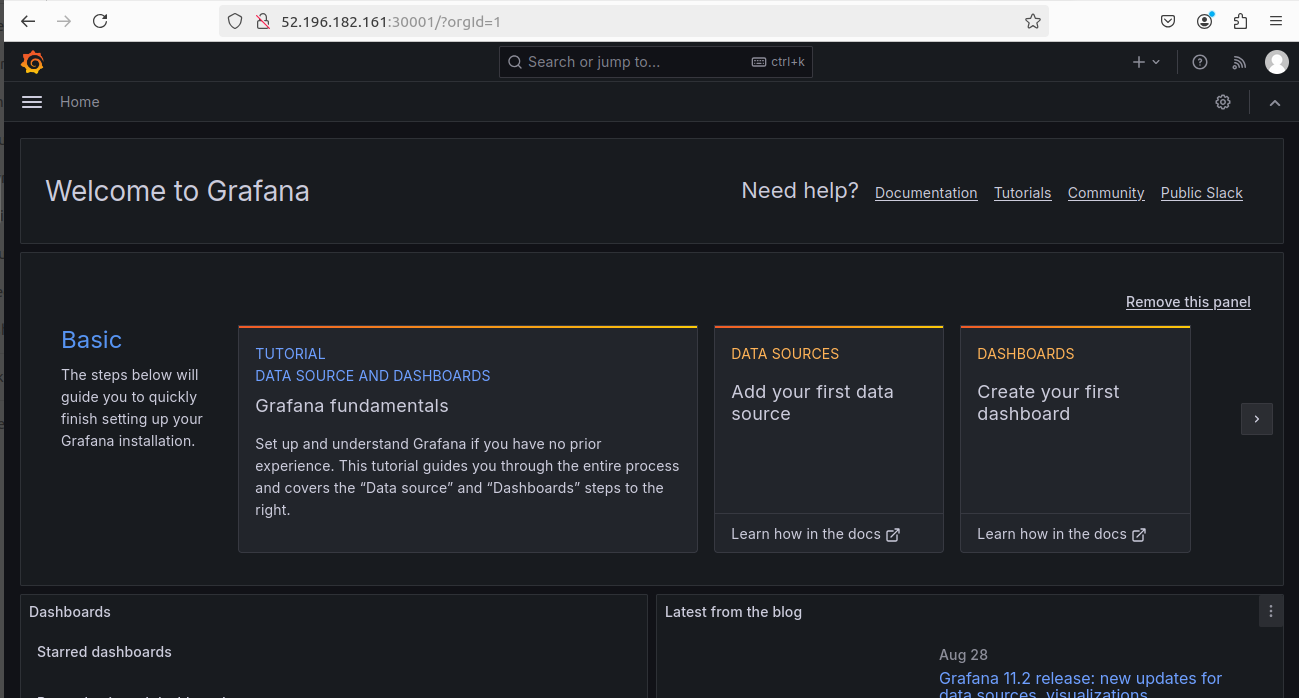 52.196.182.161:30001/?orgId=1
Search or jump to...
ctrl+k
Home
Welcome to Grafana
Need help?
Documentation
Tutorials
Community
Public Slack
Remove this panel
Basic
The steps below will
guide you to quickly
finish setting up your
Grafana installation.
TUTORIAL
DATA SOURCE AND DASHBOARDS
Grafana fundamentals
Set up and understand Grafana if you have no prior
experience. This tutorial guides you through the entire process
and covers the “Data source” and “Dashboards” steps to the
right.
DATA SOURCES
Add your first data
source
Learn how in the docs
DASHBOARDS
Create your first
dashboard
Learn how in the docs
Dashboards
Starred dashboards
Latest from the blog
Aug 28
Grafana 11.2 release: new updates for
data sources, visualizations